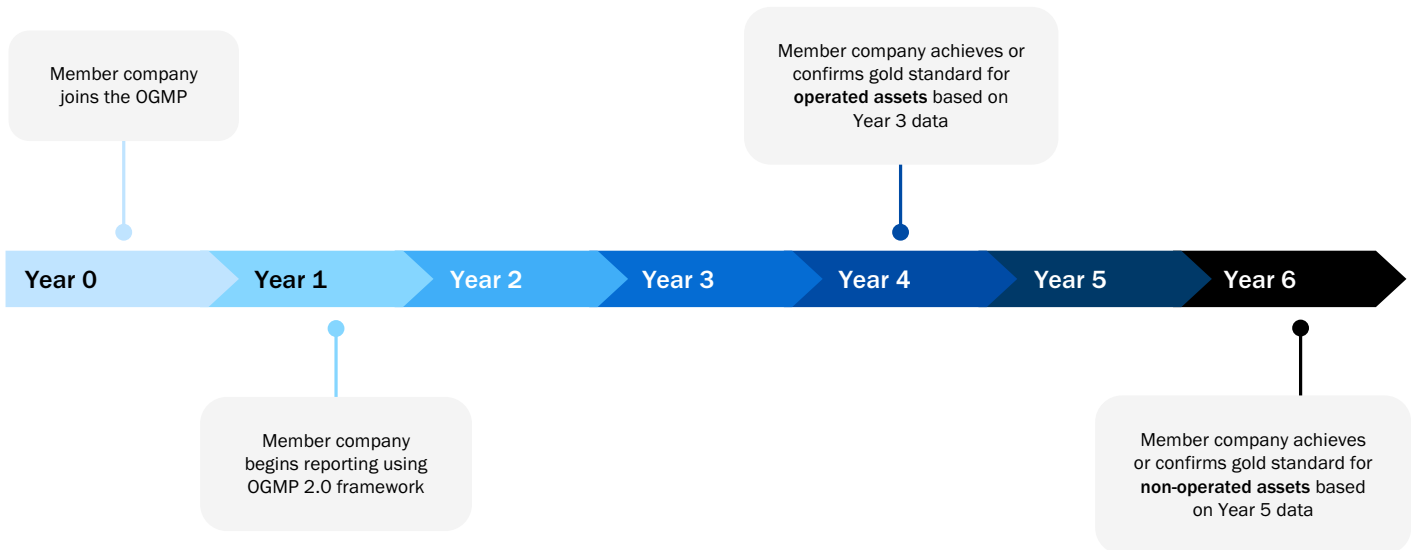 Member company
joins the OGMP
Member company achieves or
confirms gold standard for
operated assets based on
Year 3 data
Year 0
Year 1
Year 2
Year 3
Year 4
Year 5
Year 6
Member company
begins reporting using
OGMP 2.0 framework
Member company achieves
or confirms gold standard for
non-operated assets based
on Year 5 data